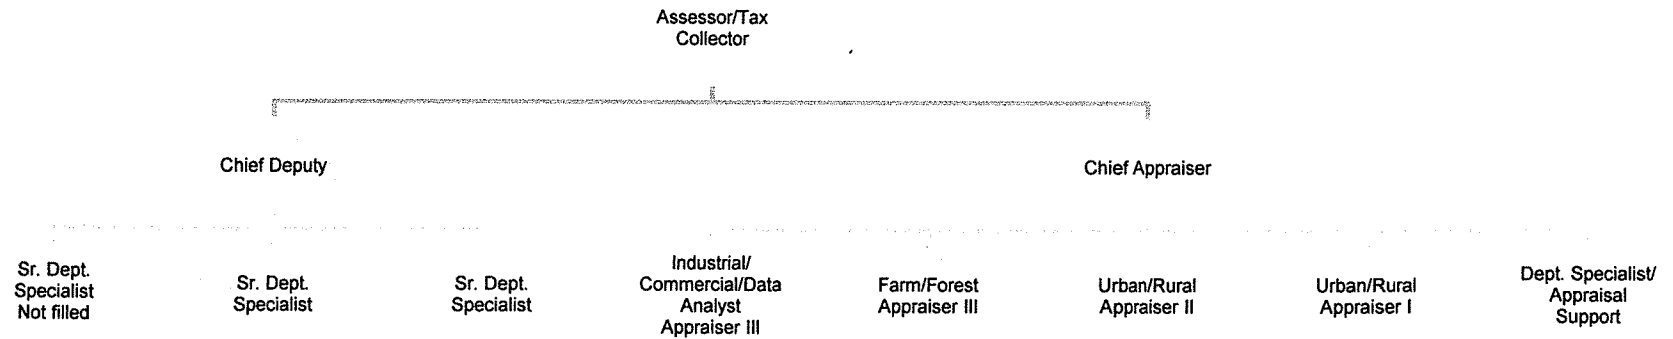 Assessor/Tax
Collector
Chief Deputy
Chief Appraiser
Sr. Dept.
Specialist
Not filled
Sr. Dept.
Specialist
Sr. Dept.
Specialist
Industrial/
Commercial/Data
Analyst
Appraiser III
Farm/Forest
Appraiser III
Urban/Rural
Appraiser II
Urban/Rural
Appraiser I
Dept. Specialist/
Appraisal
Support